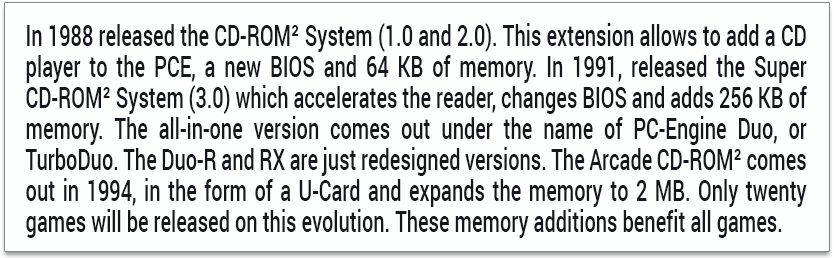 In 1988 released the CD-ROM² System (1.0 and 2.0). This extension allows to add a CD
player to the PCE, a new BIOS and 64 KB of memory. In 1991, released the Super
CD-ROM² System (3.0) which accelerates the reader, changes BIOS and adds 256 KB of
memory. The all-in-one version comes out under the name of PC-Engine Duo, or
TurboDuo. The Duo-R and RX are just redesigned versions. The Arcade CD-ROM² comes
out in 1994, in the form of a U-Card and expands the memory to 2 MB. Only twenty
games will be released on this evolution. These memory additions benefit all games.